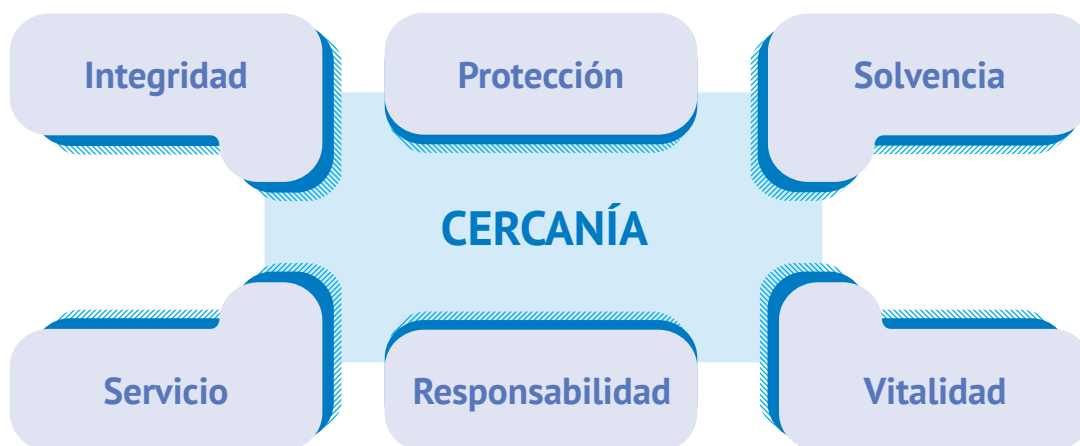 Integridad
Protección
Solvencia
CERCANÍA
Servicio
Responsabilidad
Vitalidad